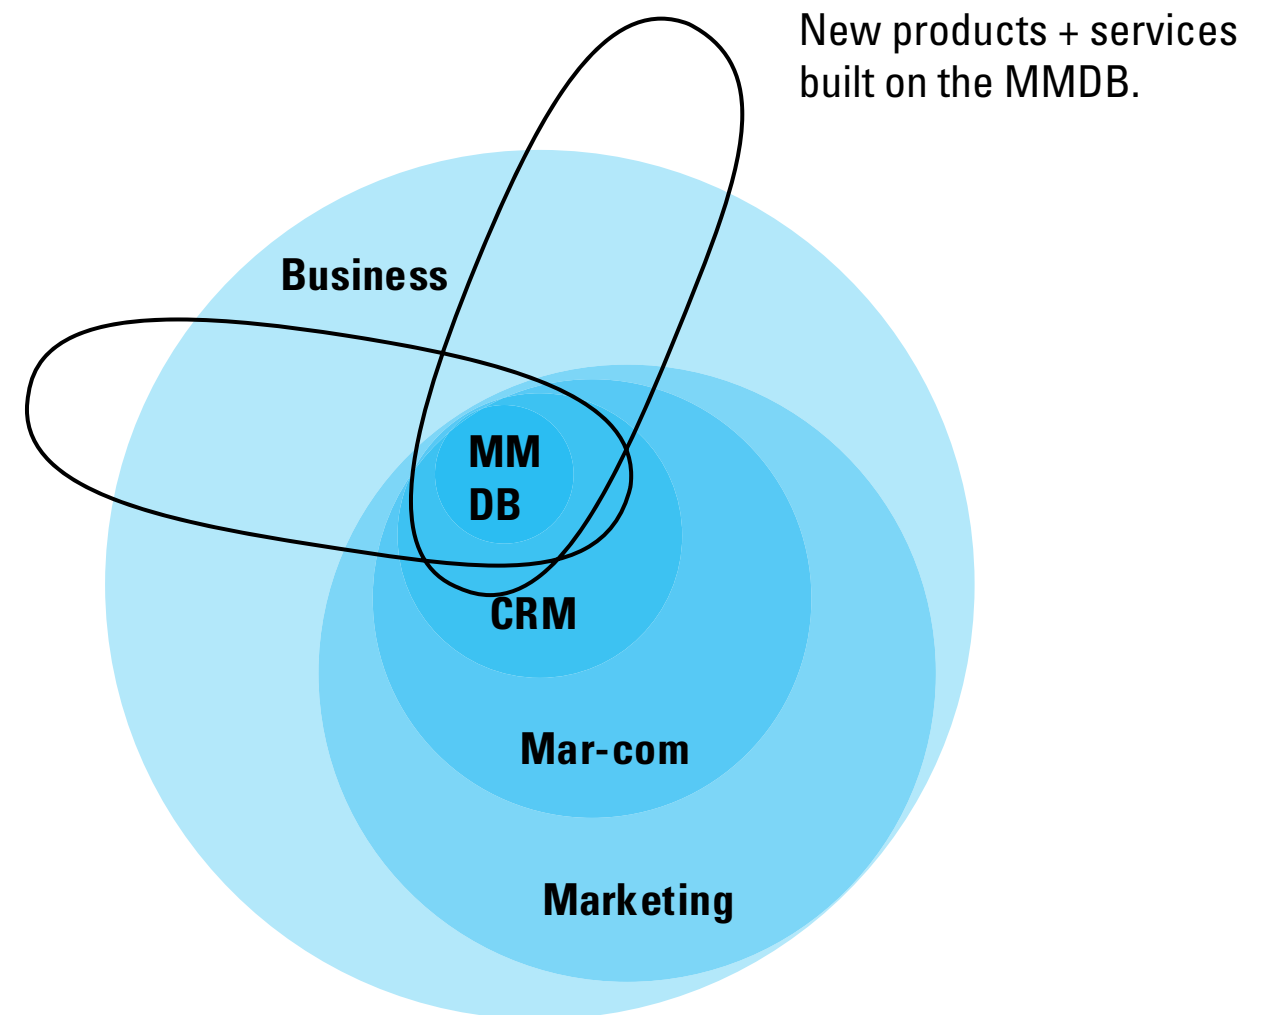 New products + services
built on the MMDB.
Business
MM
DB
CRM
Mar-com
Marketing